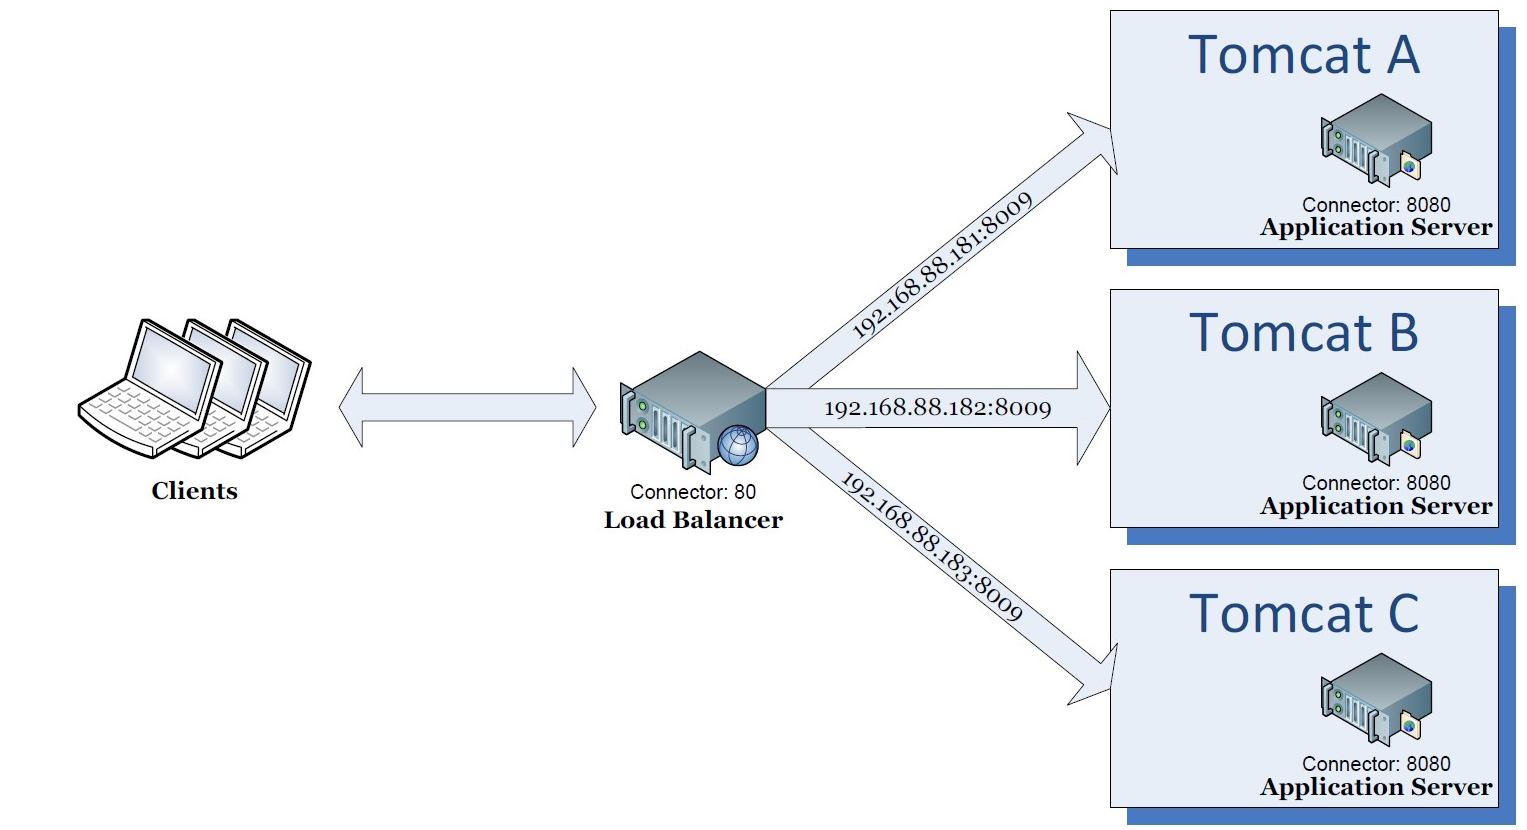 Tomcat A
Connector: 8080
Application Server
192.168.88.181:8009
Tomcat B
Connector: 8080
Application Server
192.168.88.182:8009
Clients
Connector: 80
Load Balancer
192.168.88.183:8009
Tomcat C
Connector: 8080
Application Server